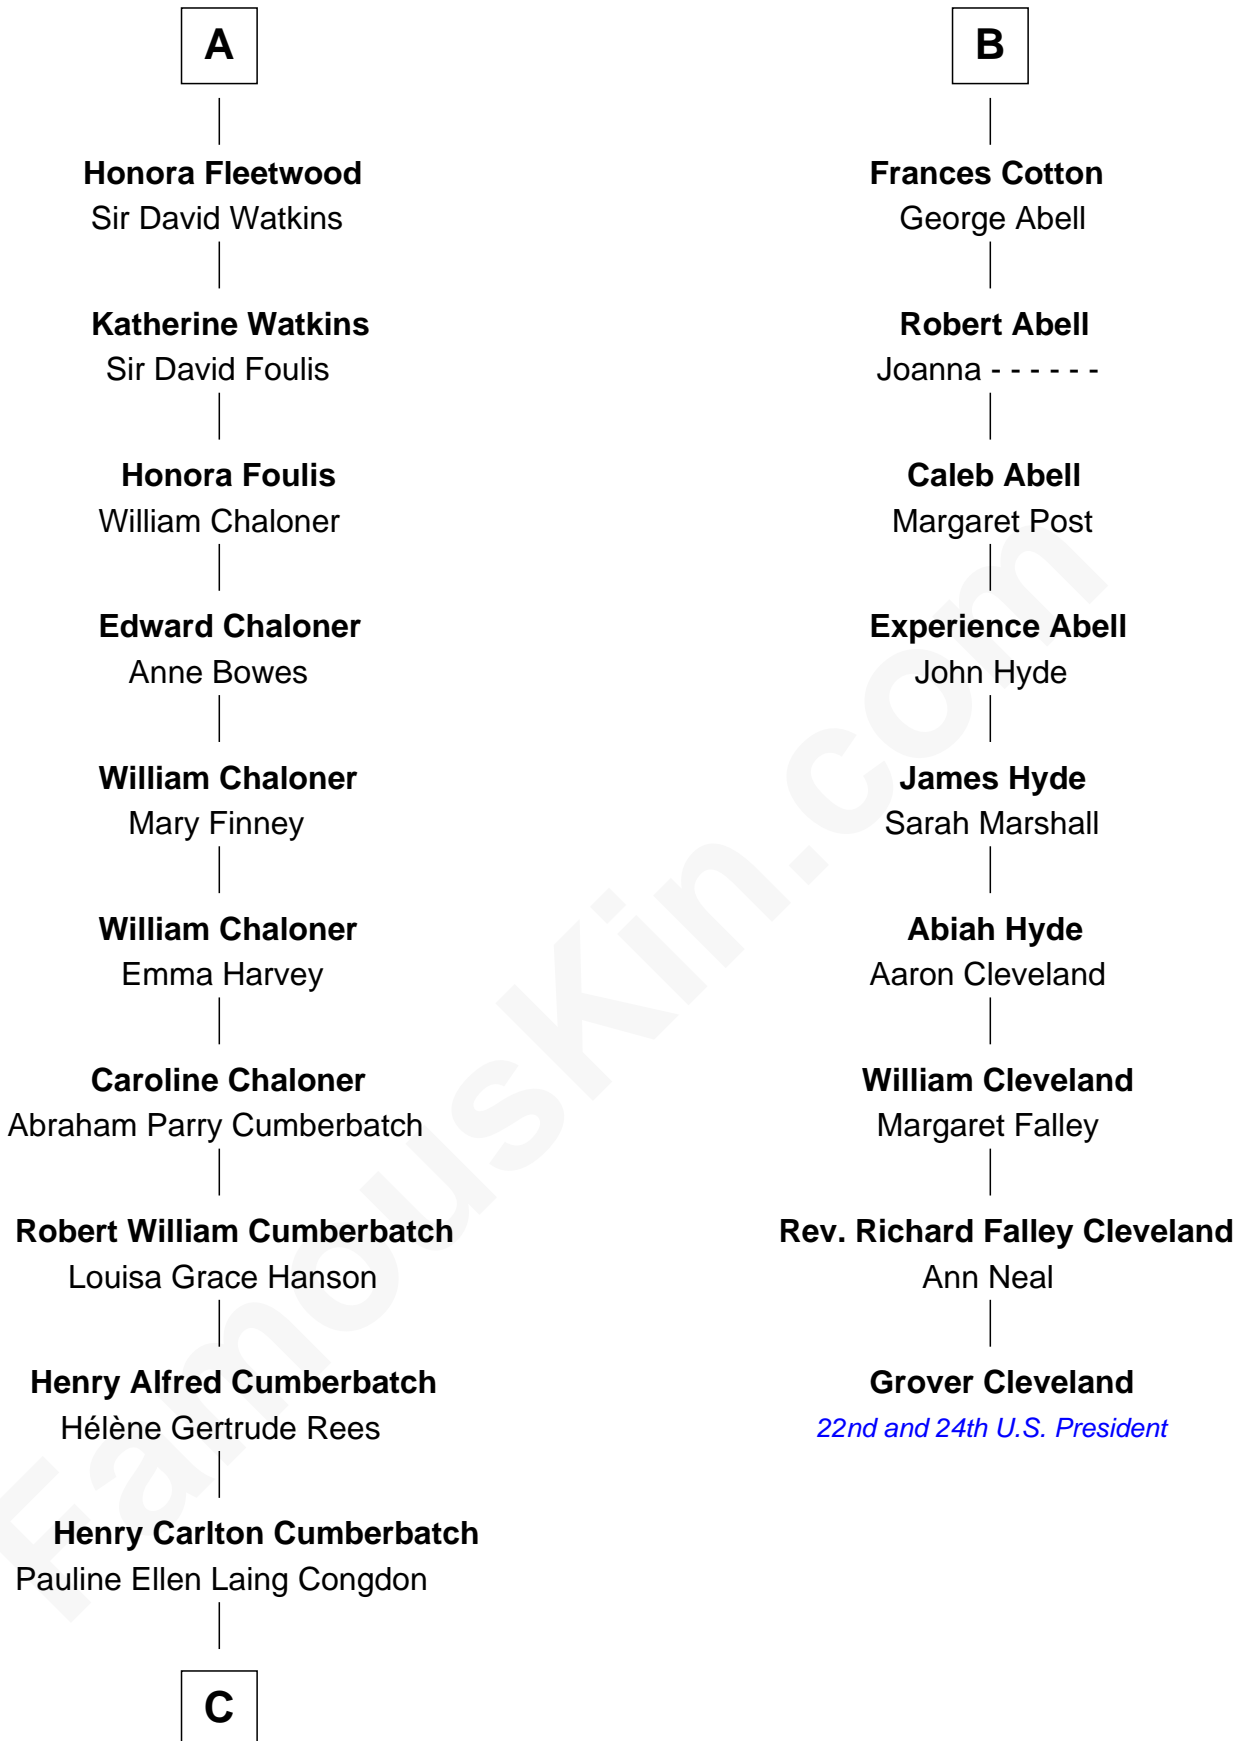 A
Honora Fleetwood
Sir David Watkins
Katherine Watkins
Sir David Foulis
Honora Foulis
William Chaloner
Edward Chaloner
Anne Bowes
William Chaloner
Mary Finney
William Chaloner
Emma Harvey
Caroline Chaloner
Abraham Parry Cumberbatch
Robert William Cumberbatch
Louisa Grace Hanson
Henry Alfred Cumberbatch
Hélène Gertrude Rees
Henry Carlton Cumberbatch
Pauline Ellen Laing Congdon
C
B
Frances Cotton
George Abell
Robert Abell
Joanna - - - - - -
Caleb Abell
Margaret Post
Experience Abell
John Hyde
James Hyde
Sarah Marshall
Abiah Hyde
Aaron Cleveland
William Cleveland
Margaret Falley
Rev. Richard Falley Cleveland
Ann Neal
Grover Cleveland
22nd and 24th U.S. President
FamousKin.com